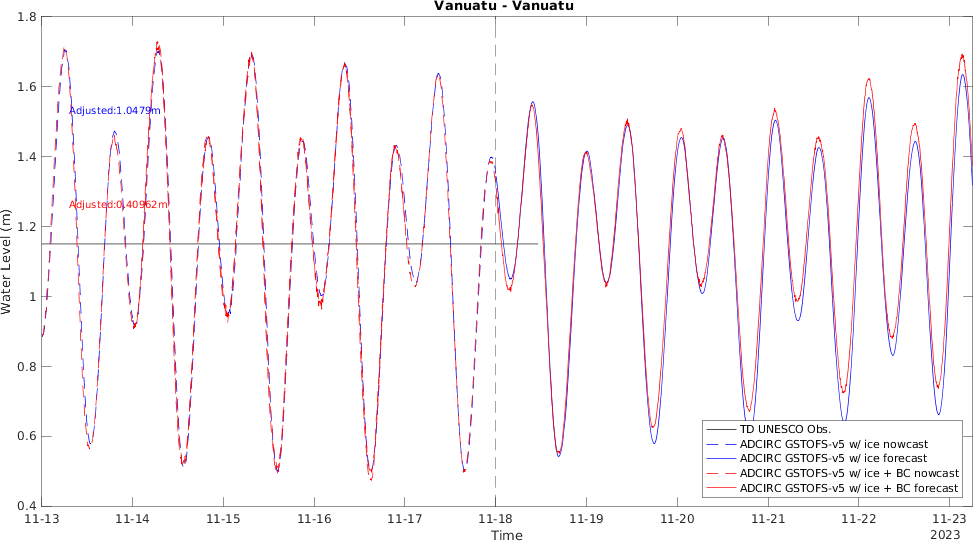 Vanuatu - Vanuatu
1.8
1.6
1.4
1.2
1
0.8
0.6
0.4
Water Level (m)
Adjusted:1.0479m
Adjusted:0.40962m
TD UNESCO Obs.
ADCIRC GSTOFS-v5 w/ ice nowcast
ADCIRC GSTOFS-v5 w/ ice forecast
ADCIRC GSTOFS-v5 w/ ice + BC nowcast
ADCIRC GSTOFS-v5 w/ ice + BC forecast
11-13 11-14 11-15 11-16 11-17 11-18 11-19 11-20 11-21 11-22 11-23
Time
2023